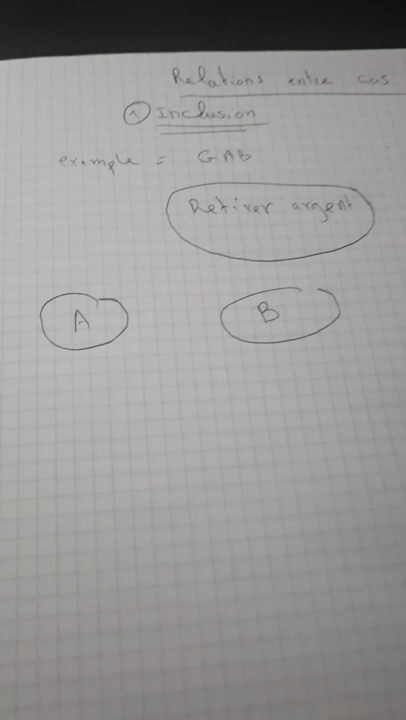 Relations entre cas
① Inclusion
exemple = GAB
Retirer argent
A B